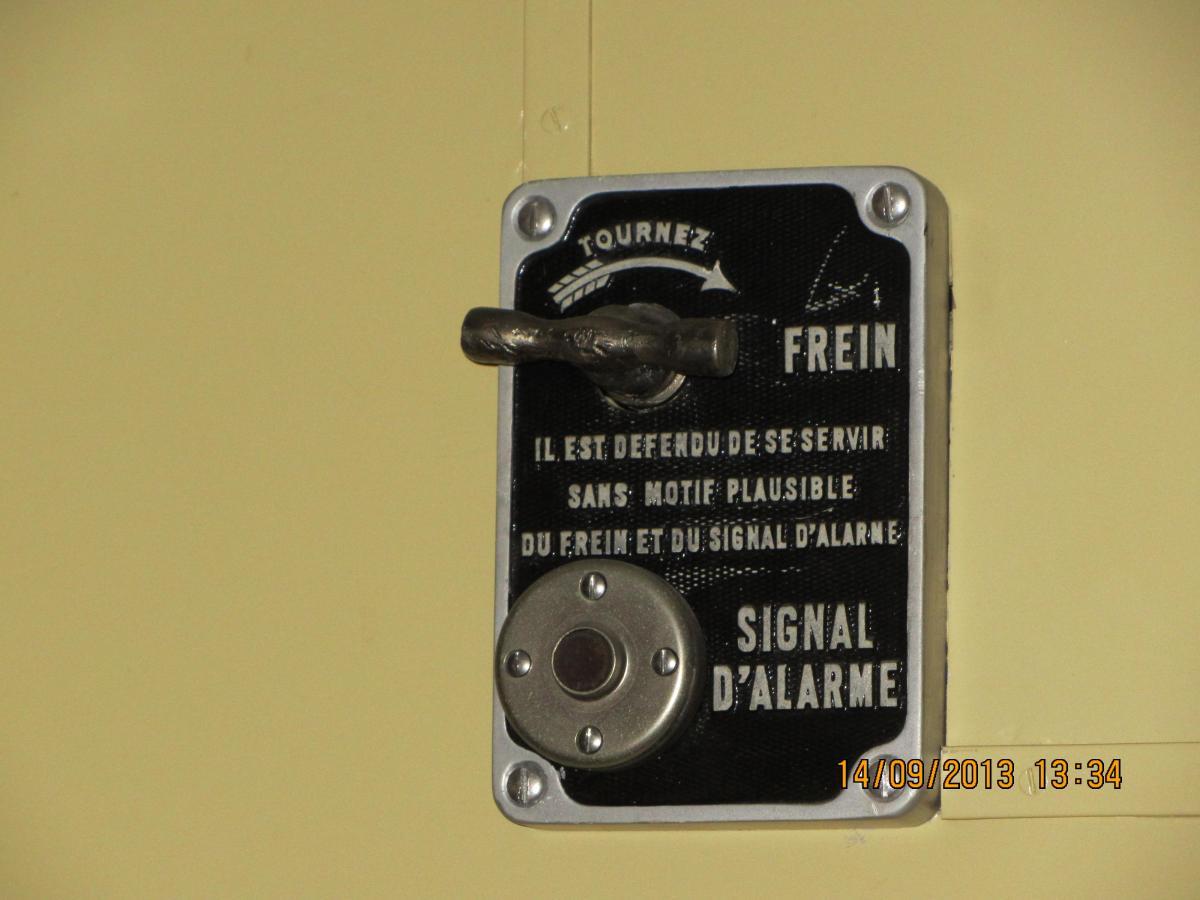 TOURNEZ
FREIN
IL EST DEFENDU DE SE SERVIR
SANS MOTIF PLAUSIBLE
DU FREIN ET DU SIGNAL D'ALARME
SIGNAL
D'ALARME
14/09/2013 13:34